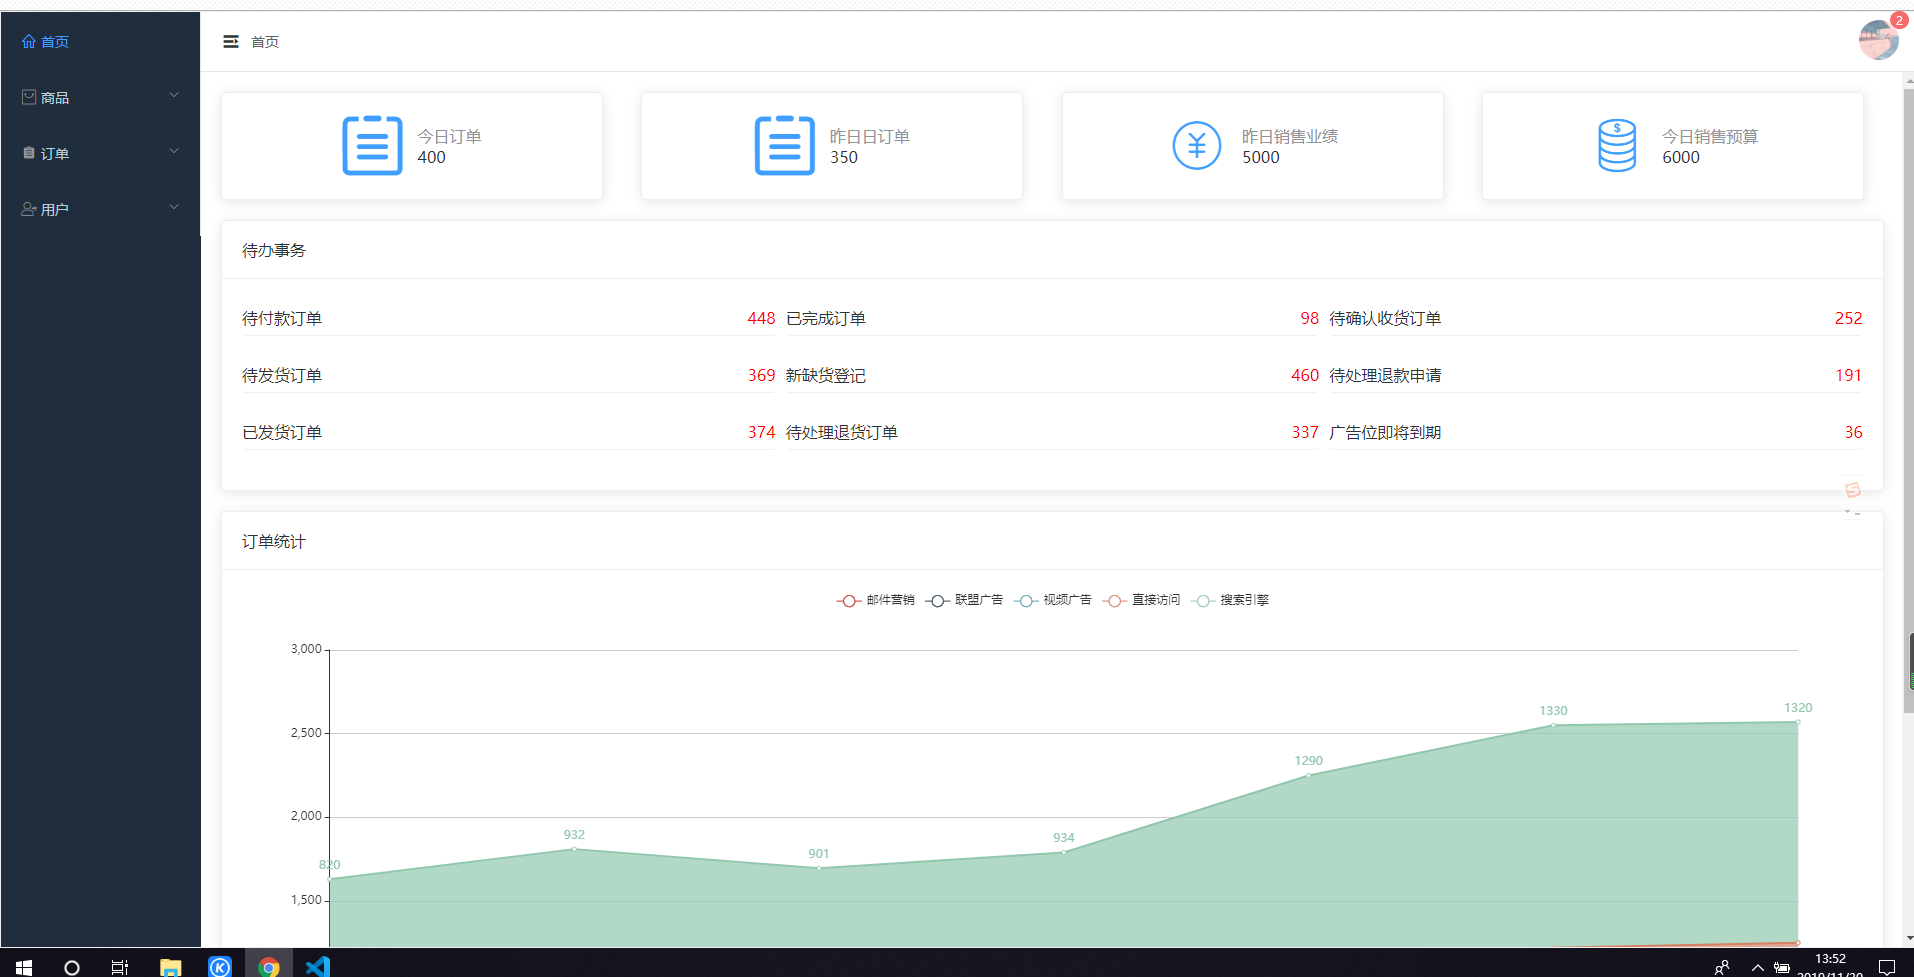 首页
商品
订单
用户
首页
2
今日订单
400
昨日日订单
350
昨日销售业绩
5000
今日销售预算
6000
待办事务
待付款订单 448 已完成订单 98 待确认收货订单 252
待发货订单 369 新缺货登记 460 待处理退款申请 191
已发货订单 374 待处理退货订单 337 广告位即将到期 36
订单统计
邮件营销 联盟广告 视频广告 直接访问 搜索引擎
3,000
2,500
2,000
1,500
820
932
901
934
1290
1330
1320
13:52